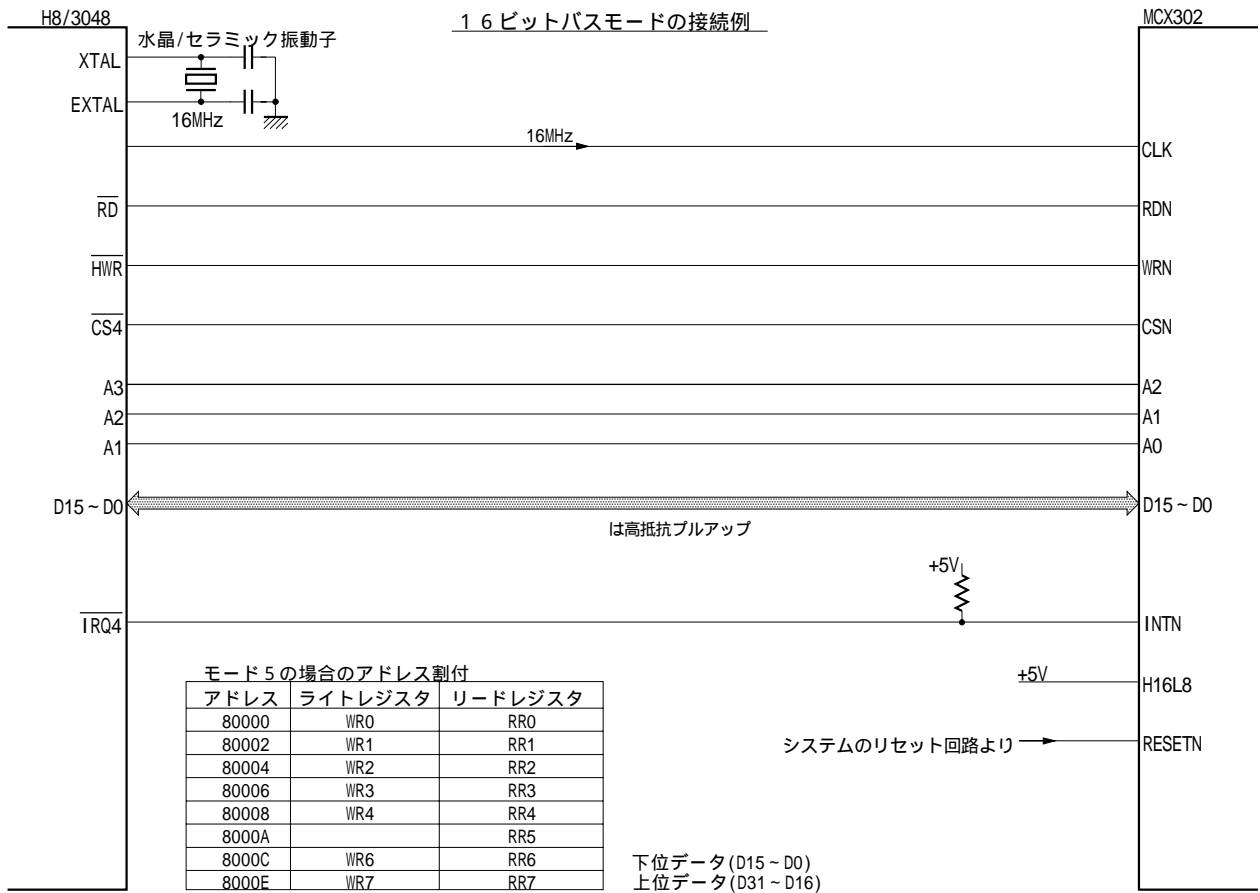 H8/3048
１６ビットバスモードの接続例
MCX302
水晶/セラミック振動子
XTAL
EXTAL
16MHz
16MHz
CLK
RD
RDN
HWR
WRN
CS4
CSN
A3
A2
A2
A1
A1
A0
D15～D0
D15～D0
は高抵抗プルアップ
+5V
IRQ4
INTN
モード５の場合のアドレス割付
+5V
H16L8
アドレス ライトレジスタ リードレジスタ
80000 WR0 RR0
80002 WR1 RR1
システムのリセット回路より
RESETN
80004 WR2 RR2
80006 WR3 RR3
80008 WR4 RR4
8000A RR5
8000C WR6 RR6
下位データ(D15～D0)
8000E WR7 RR7
上位データ(D31～D16)